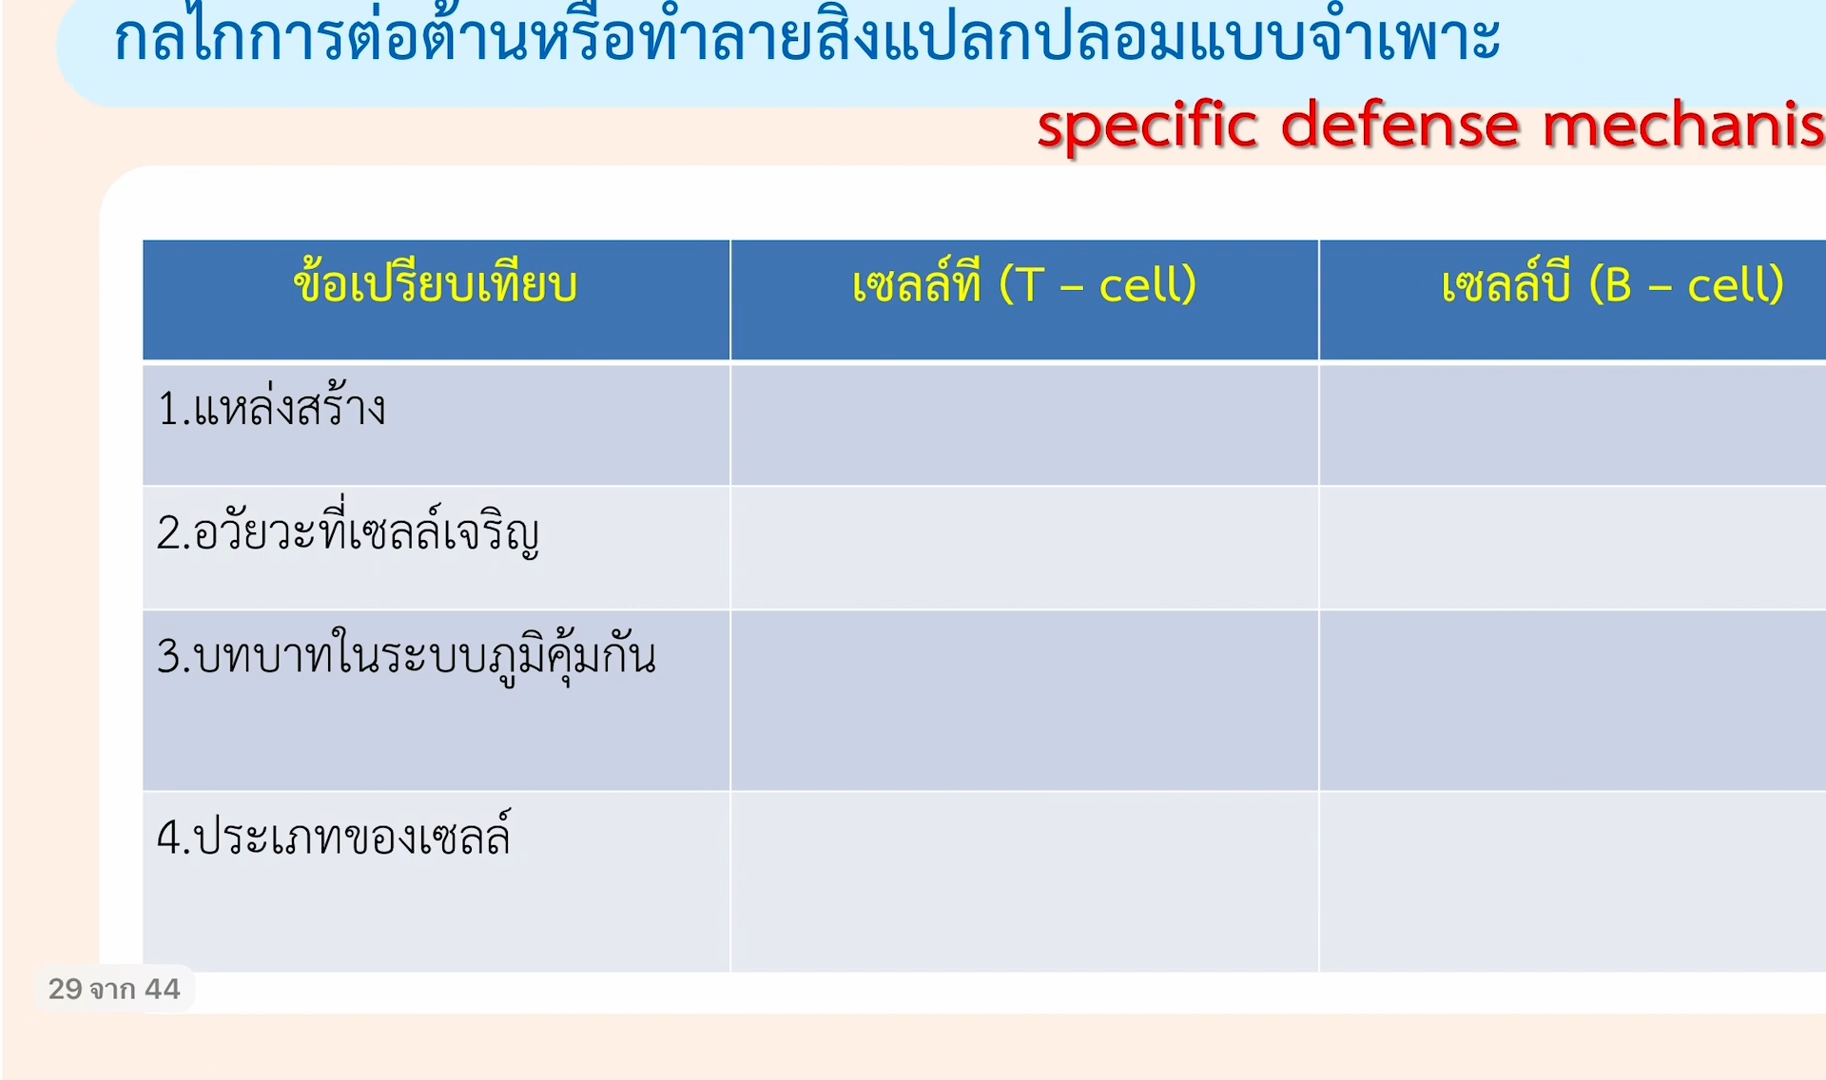 กลไกการต่อต้านหรือทำลายสิ่งแปลกปลอมแบบจำเพาะ
specific defense mechanis
ข้อเปรียบเทียบ เซลล์ที (T – cell) เซลล์บี (B – cell)
1.แหล่งสร้าง
2.อวัยวะที่เซลล์เจริญ
3.บทบาทในระบบภูมิคุ้มกัน
4.ประเภทของเซลล์
29 จาก 44